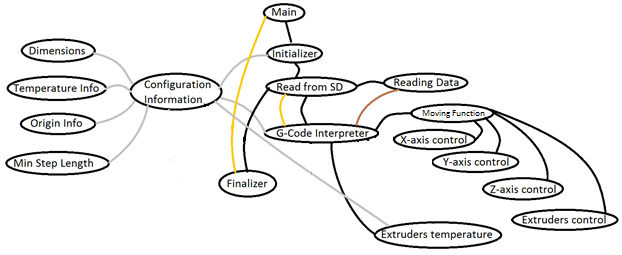 Main
Dimensions
Initializer
Temperature Info
Configuration
Information
Read from SD
Reading Data
Origin Info
G-Code Interpreter
Moving Function
X-axis control
Min Step Length
Y-axis control
Finalizer
Z-axis control
Extruders control
Extruders temperature